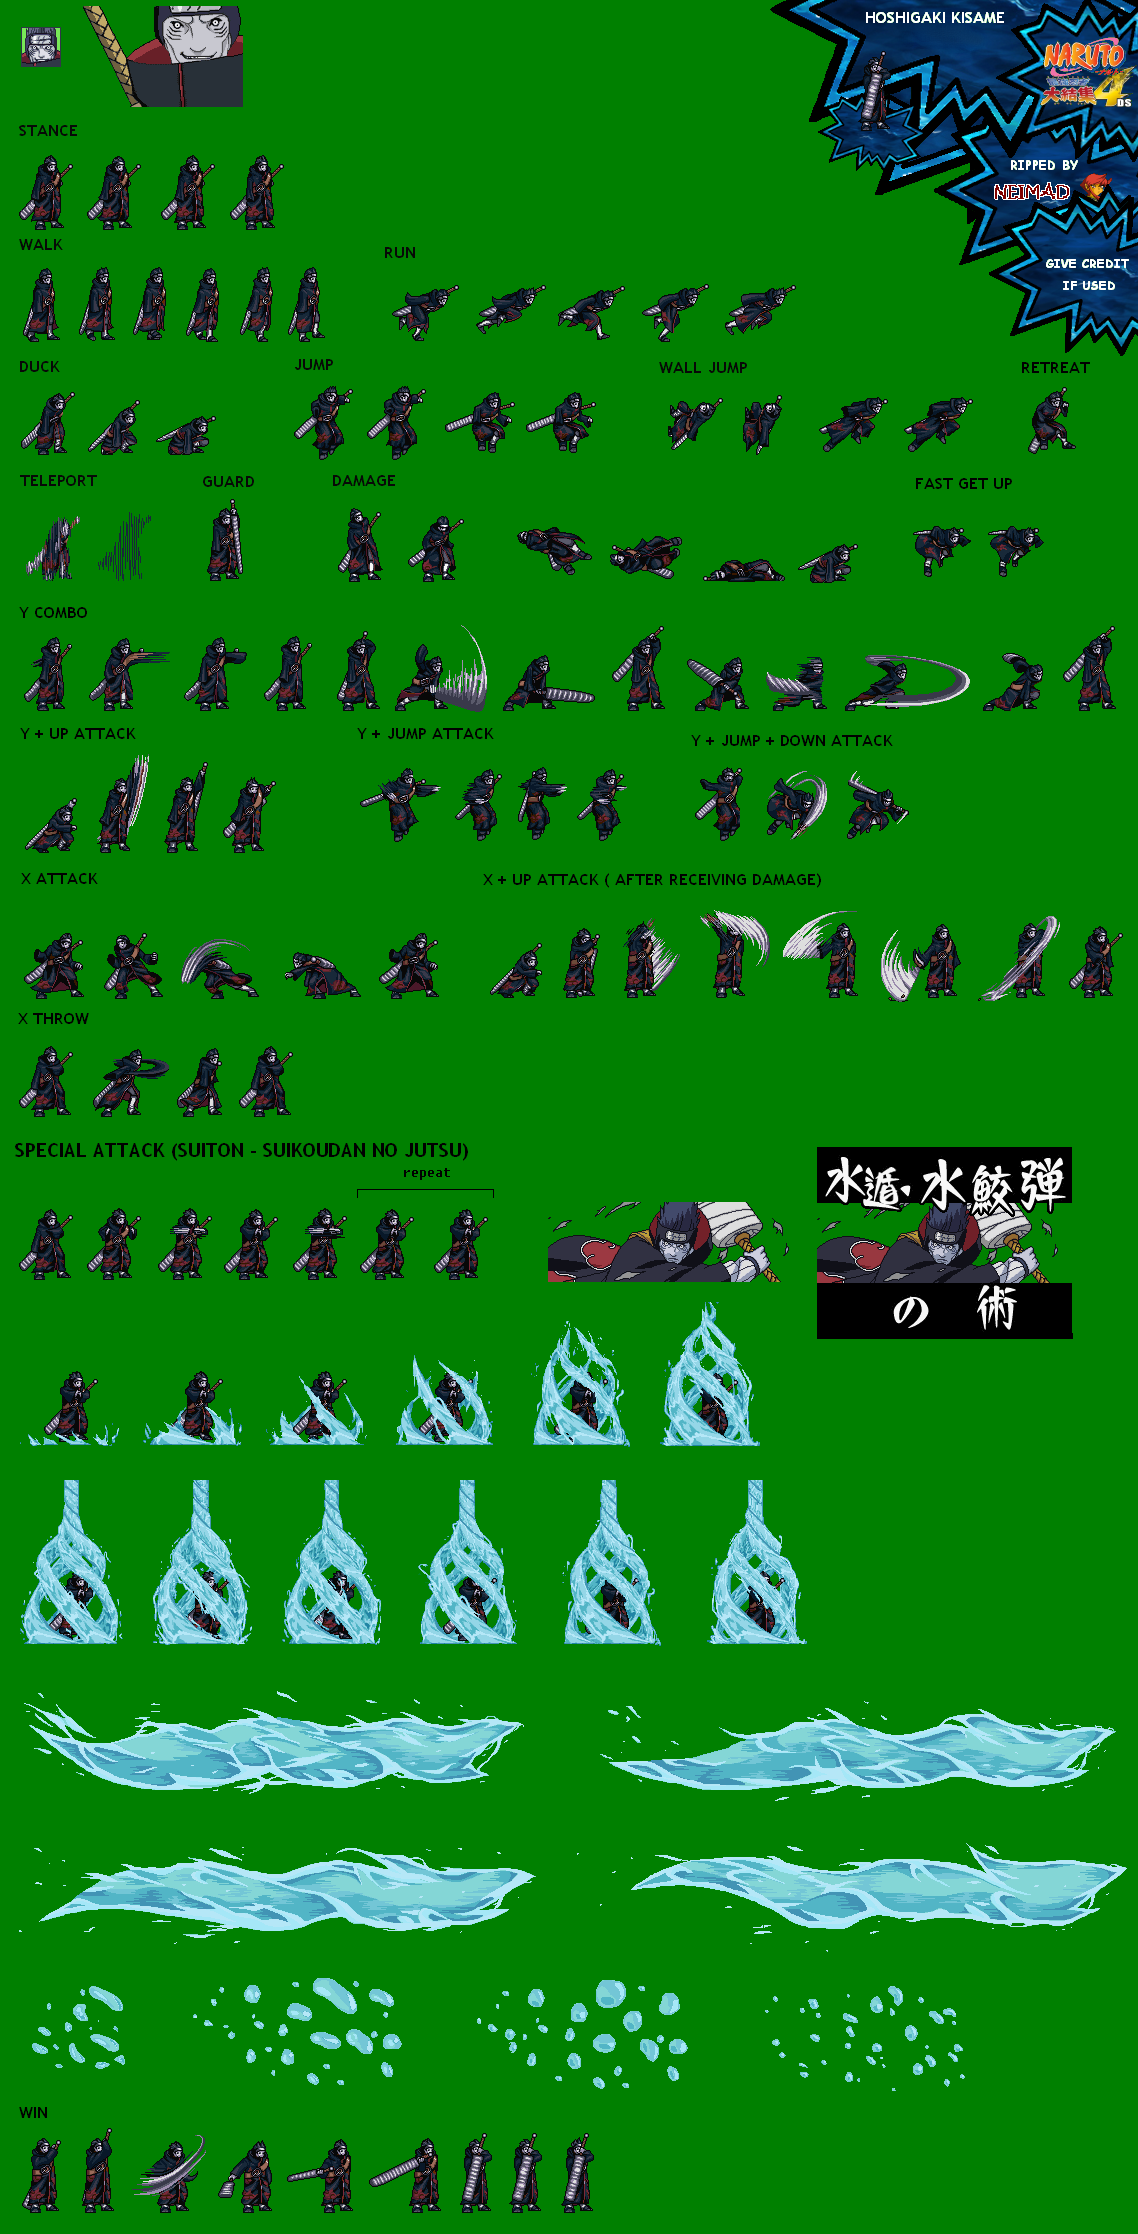 HOSHIGAKI KISAME
NARUTO
大結集
4
DS
STANCE
RIPPED BY
NEIMAD
WALK
RUN
GIVE CREDIT
IF USED
DUCK
JUMP
WALL JUMP
RETREAT
TELEPORT
GUARD
DAMAGE
FAST GET UP
Y COMBO
Y + UP ATTACK
Y + JUMP ATTACK
Y + JUMP + DOWN ATTACK
X ATTACK
X + UP ATTACK ( AFTER RECEIVING DAMAGE)
X THROW
SPECIAL ATTACK (SUITON - SUIKOUDAN NO JUTSU)
repeat
水遁・水鮫弾
の 術
WIN